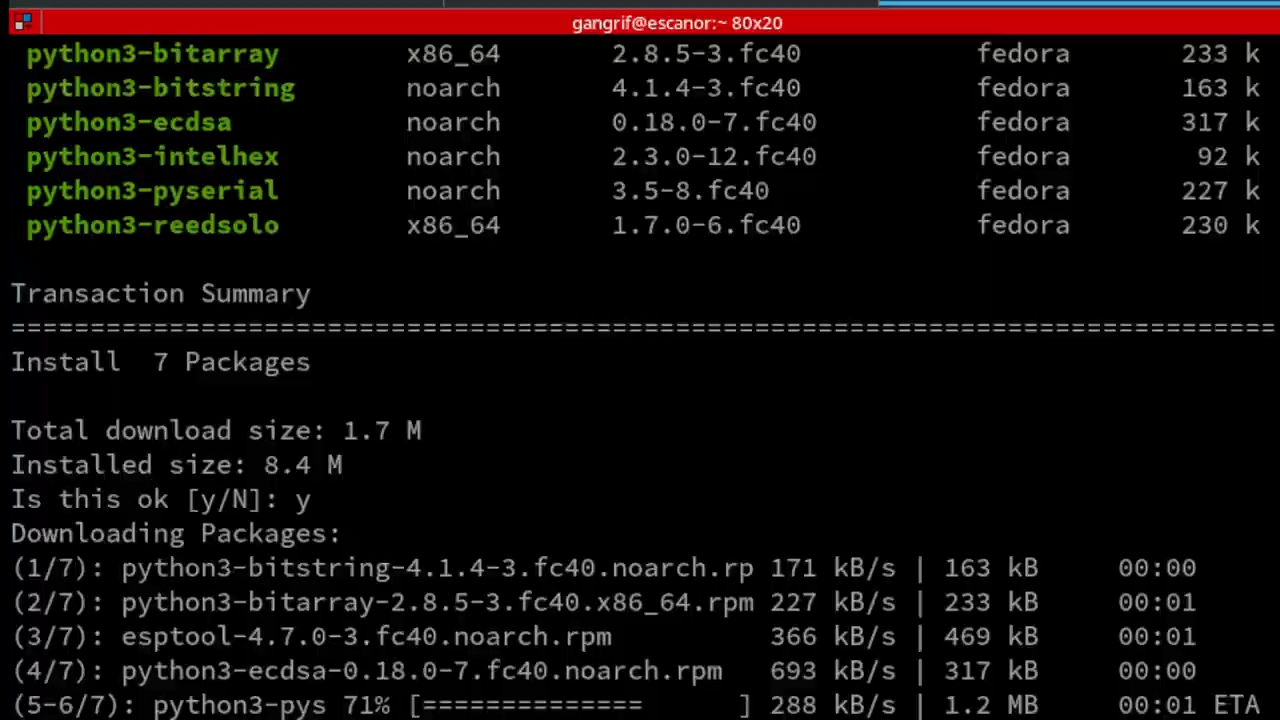 gangrif@escanor:~ 80x20
python3-bitarray x86_64 2.8.5-3.fc40 fedora 233 k
python3-bitstring noarch 4.1.4-3.fc40 fedora 163 k
python3-ecdsa noarch 0.18.0-7.fc40 fedora 317 k
python3-intelhex noarch 2.3.0-12.fc40 fedora 92 k
python3-pyserial noarch 3.5-8.fc40 fedora 227 k
python3-reedsolo x86_64 1.7.0-6.fc40 fedora 230 k
Transaction Summary
================================================================================
Install  7 Packages
Total download size: 1.7 M
Installed size: 8.4 M
Is this ok [y/N]: y
Downloading Packages:
(1/7): python3-bitstring-4.1.4-3.fc40.noarch.rp 171 kB/s | 163 kB 00:00
(2/7): python3-bitarray-2.8.5-3.fc40.x86_64.rpm 227 kB/s | 233 kB 00:01
(3/7): esptool-4.7.0-3.fc40.noarch.rpm 366 kB/s | 469 kB 00:01
(4/7): python3-ecdsa-0.18.0-7.fc40.noarch.rpm 693 kB/s | 317 kB 00:00
(5-6/7): python3-pys 71% [==============      ] 288 kB/s | 1.2 MB 00:01 ETA